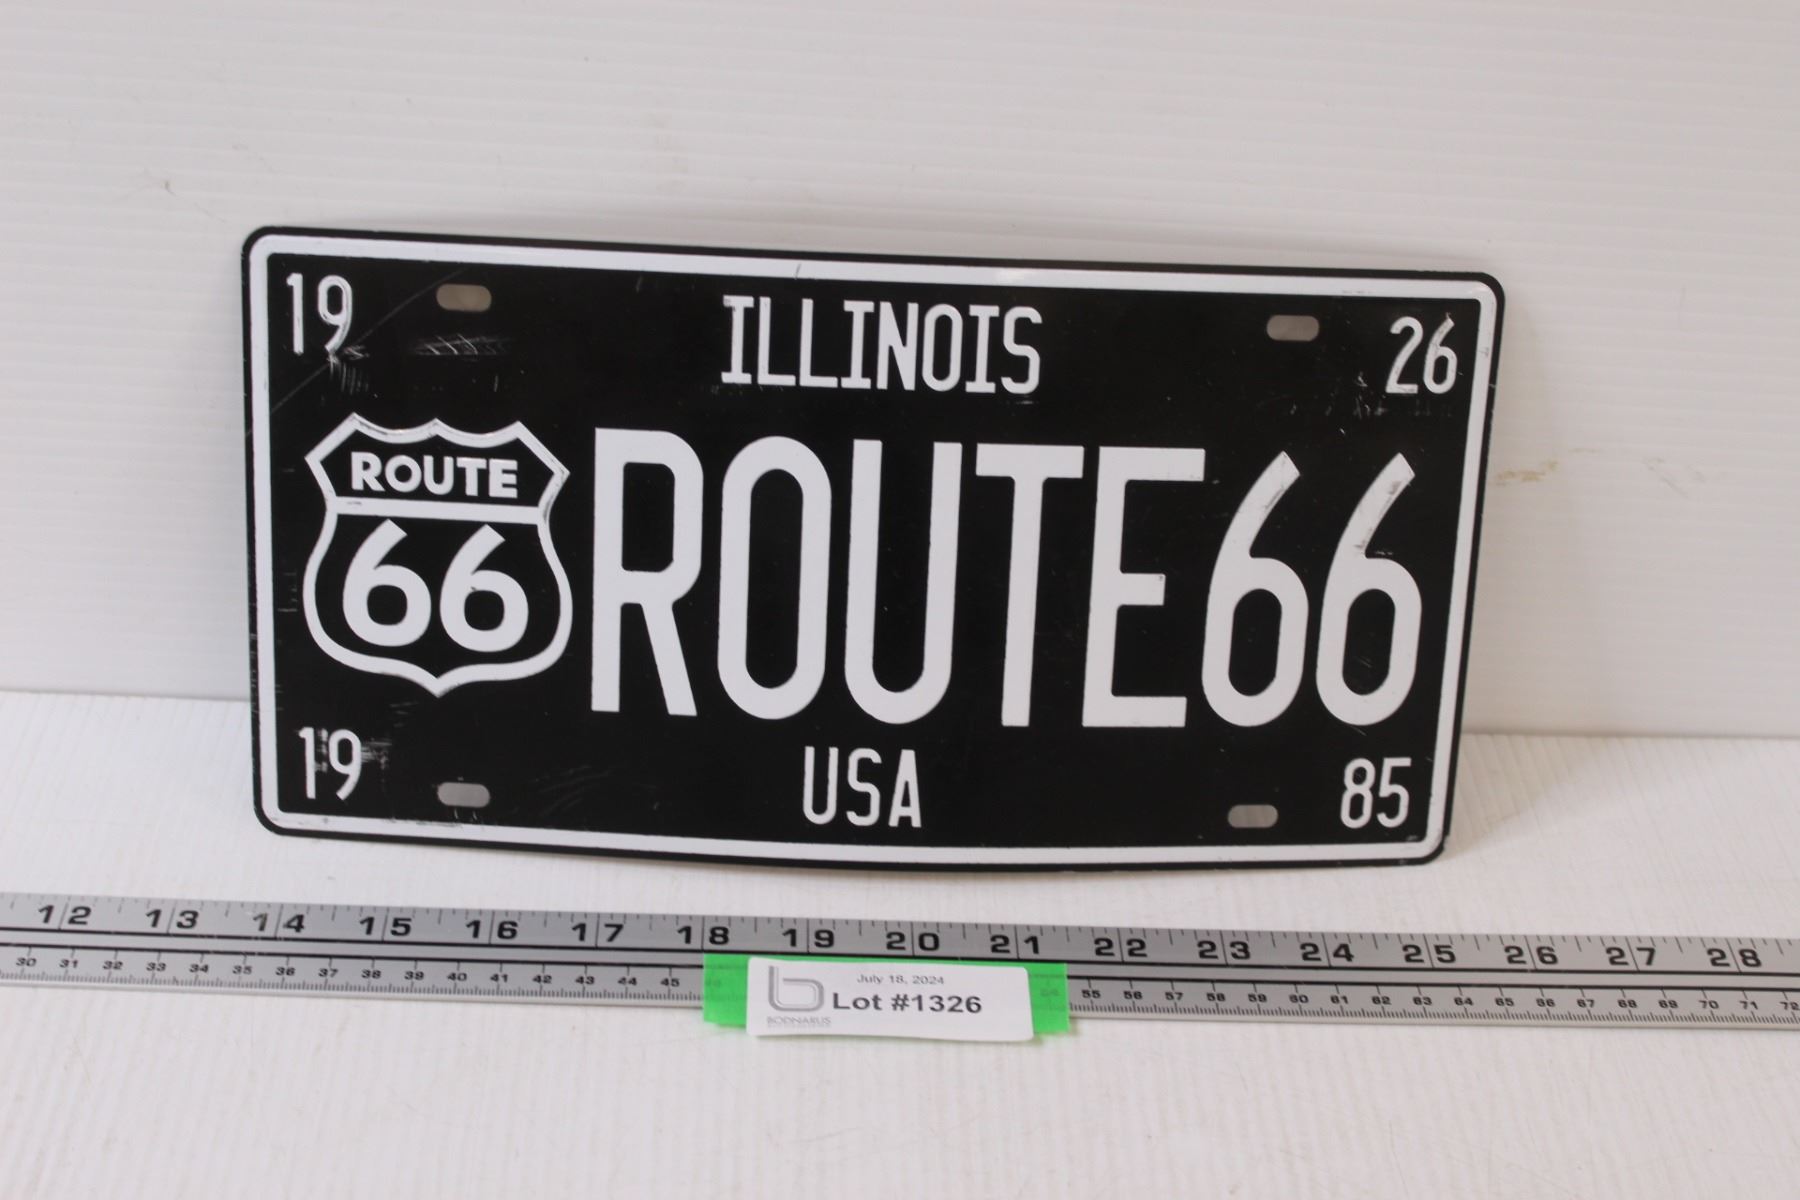 19 ILLINOIS 26
ROUTE
66
ROUTE66
19 USA 85
12 13 14 15 16 17 18 19 20 21 22 23 24 25 26 27 28
30 31 32 33 34 35 36 37 38 39 40 41 42 43 44 45 55 56 57 58 59 60 61 62 63 64 65 66 67 68 69 70 71 72
July 18, 2024
Lot #1326
BODNARUS